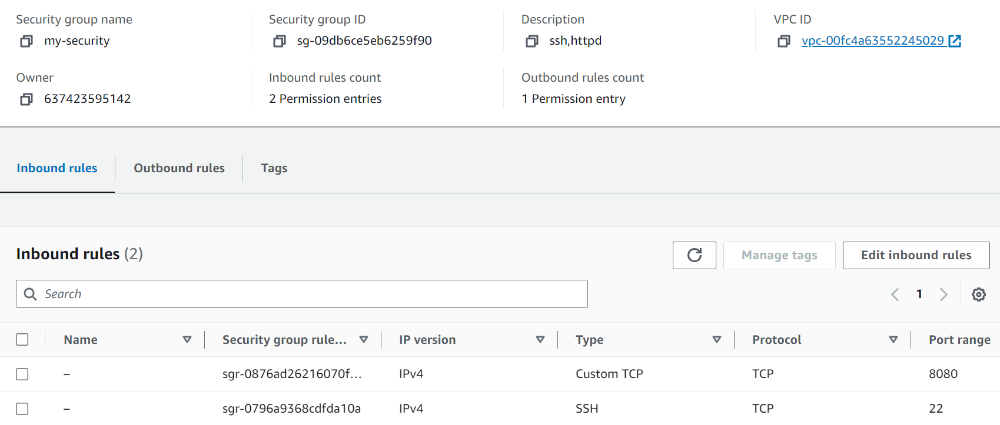 Security group name Security group ID Description VPC ID
my-security sg-09db6ce5eb6259f90 ssh,httpd vpc-00fc4a63552245029
Owner Inbound rules count Outbound rules count
637423595142 2 Permission entries 1 Permission entry
Inbound rules Outbound rules Tags
Inbound rules (2) Manage tags Edit inbound rules
Search 1
Name Security group rule... IP version Type Protocol Port range
– sgr-0876ad26216070f... IPv4 Custom TCP TCP 8080
– sgr-0796a9368cdfda10a IPv4 SSH TCP 22